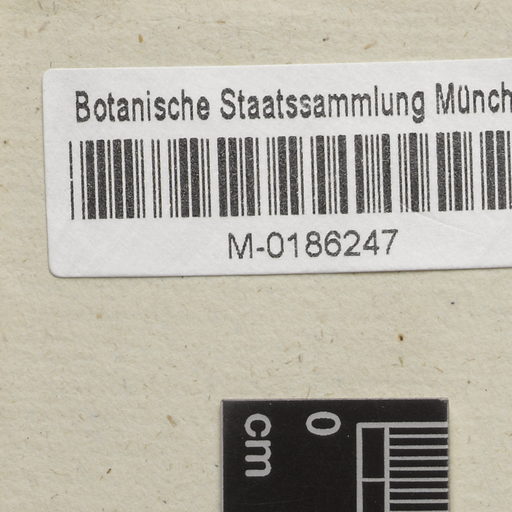 Botanische Staatssammlung Münch
M-0186247
0
cm